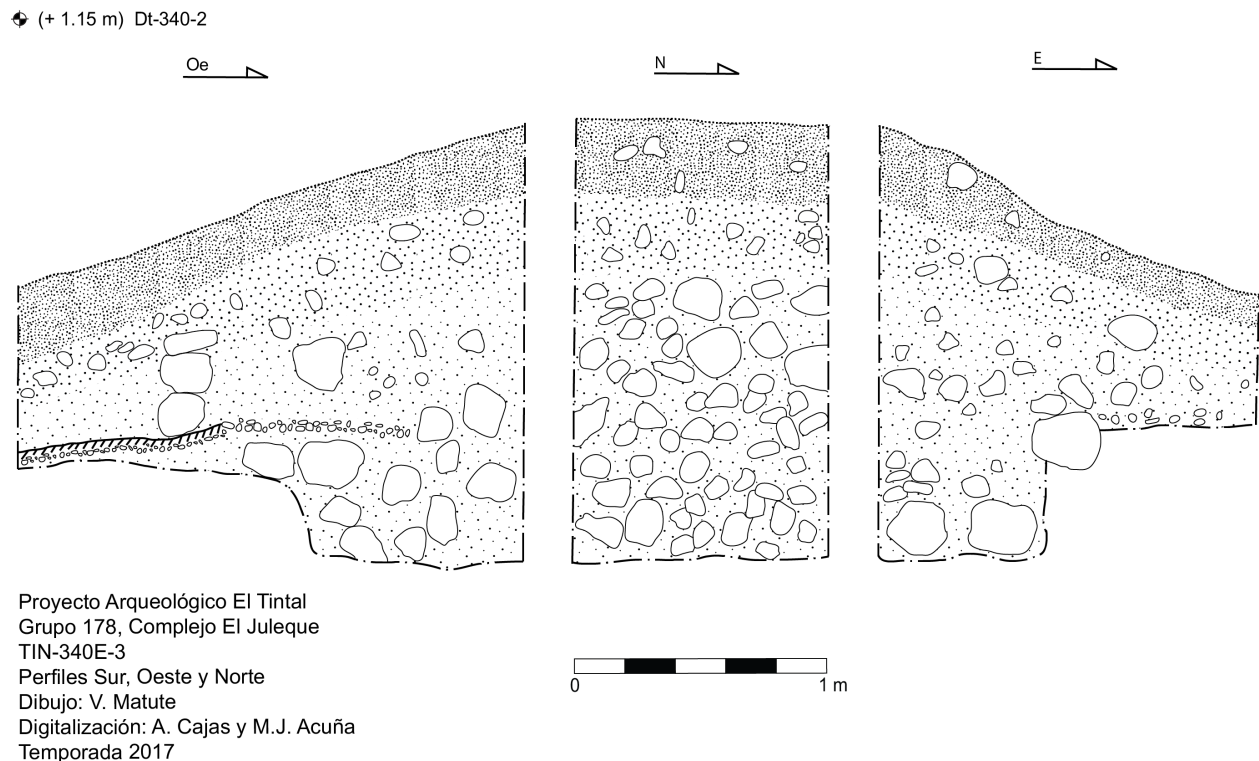 (+ 1.15 m) Dt-340-2
Oe
N
E
Proyecto Arqueológico El Tintal
Grupo 178, Complejo El Juleque
TIN-340E-3
Perfiles Sur, Oeste y Norte
Dibujo: V. Matute
Digitalización: A. Cajas y M.J. Acuña
Temporada 2017
0
1 m